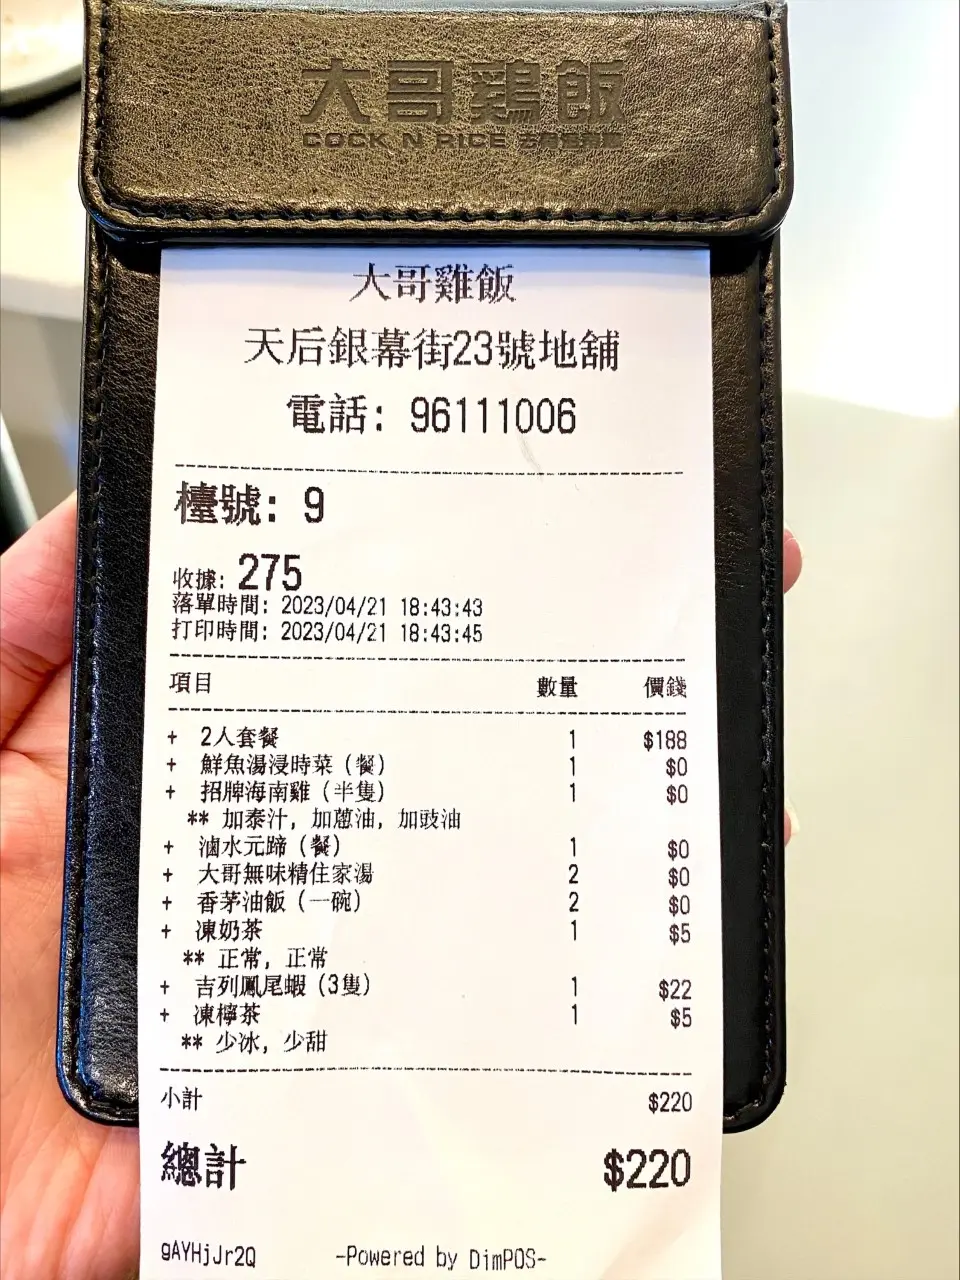 大哥鷄飯
COCK N RICE
大哥雞飯
天后銀幕街23號地舖
電話: 96111006
檯號: 9
收據: 275
落單時間: 2023/04/21 18:43:43
打印時間: 2023/04/21 18:43:45
項目 數量 價錢
+ 2人套餐 1 $188
+ 鮮魚湯浸時菜(餐) 1 $0
+ 招牌海南雞(半隻) 1 $0
** 加泰汁, 加蔥油, 加豉油
+ 滷水元蹄(餐) 1 $0
+ 大哥無味精住家湯 2 $0
+ 香茅油飯(一碗) 2 $0
+ 凍奶茶 1 $5
** 正常, 正常
+ 吉列鳳尾蝦(3隻) 1 $22
+ 凍檸茶 1 $5
** 少冰, 少甜
小計 $220
總計 $220
gAYHjJr2Q -Powered by DimPOS-